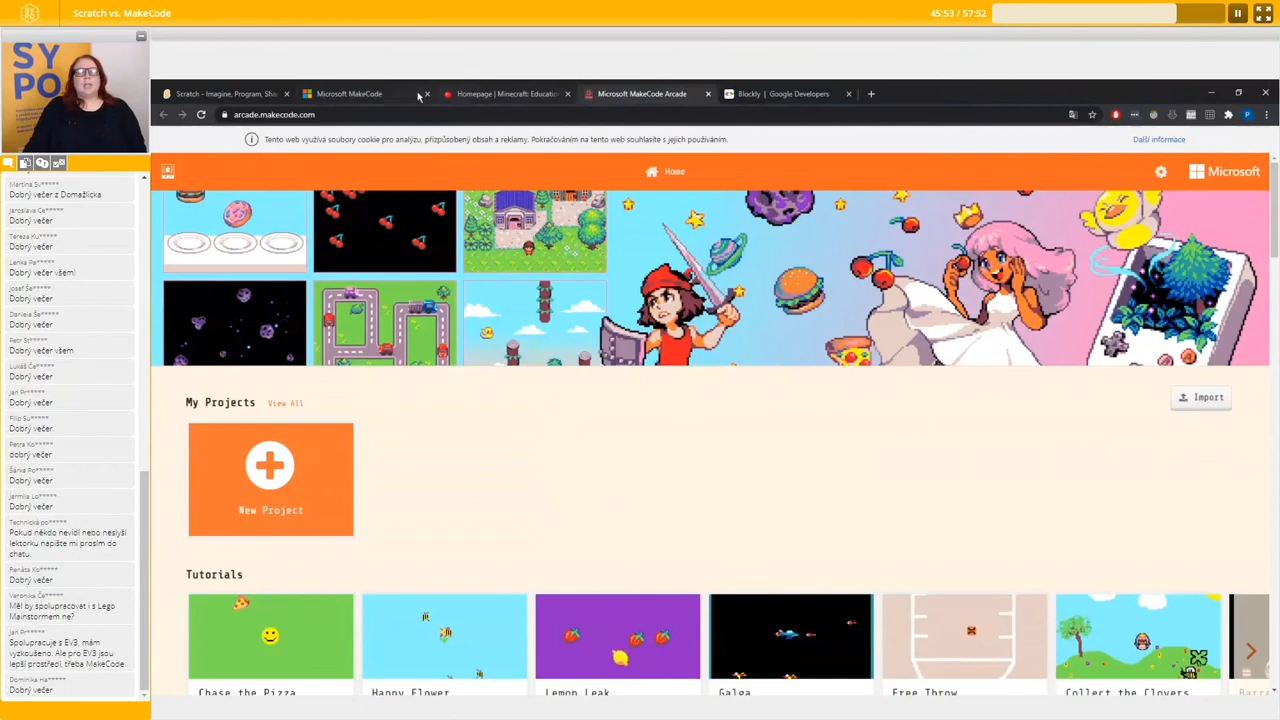 Scratch vs. MakeCode
45:53 / 57:52
SY
PO
Martina Sv*****
Dobrý večer z Domažlicka
Jaroslava Ce*****
Dobrý večer
Tereza Ku*****
Dobrý večer
Lenka Pa*****
Dobrý večer všem)
Josef Še*****
Dobrý večer
Daniela Še*****
Dobrý večer
Petr St*****
Dobrý večer všem
Lukáš Če*****
Dobrý večer
Jan Pr*****
Dobrý večer
Filip Su*****
Dobrý večer.
Petra Ko*****
dobrý večer
Šárka Po*****
Dobrý večer
Jarmila Lo*****
Dobrý večer
Technická po*****
Pokud někdo nevidí nebo neslyší
lektorku napište mi prosím do
chatu.
Renáta Ko*****
Dobrý večer
Veronika Če*****
Měl by spolupracovat i s Lego
Mainstormem.ne?
Jan Pr*****
Spolupracuje s EV3, mám
vyzkoušeno. Ale pro EV3 jsou
lepší prostředí, třeba MakeCode.
Dominika Ha*****
Dobrý večer
Scratch - Imagine, Program, Sha
Microsoft MakeCode
Homepage | Minecraft: Educatio
Microsoft MakeCode Arcade
Blockly | Google Developers
arcade.makecode.com
Tento web využívá soubory cookie pro analýzu, přizpůsobený obsah a reklamy. Pokračováním na tento web souhlasíte s jejich používáním.
Další informace
Home
Microsoft
My Projects
View All
Import
New Project
Tutorials
Chase the Pizza
Happy Flower
Lemon Leak
Galga
Free Throw
Collect the Clovers
Barre